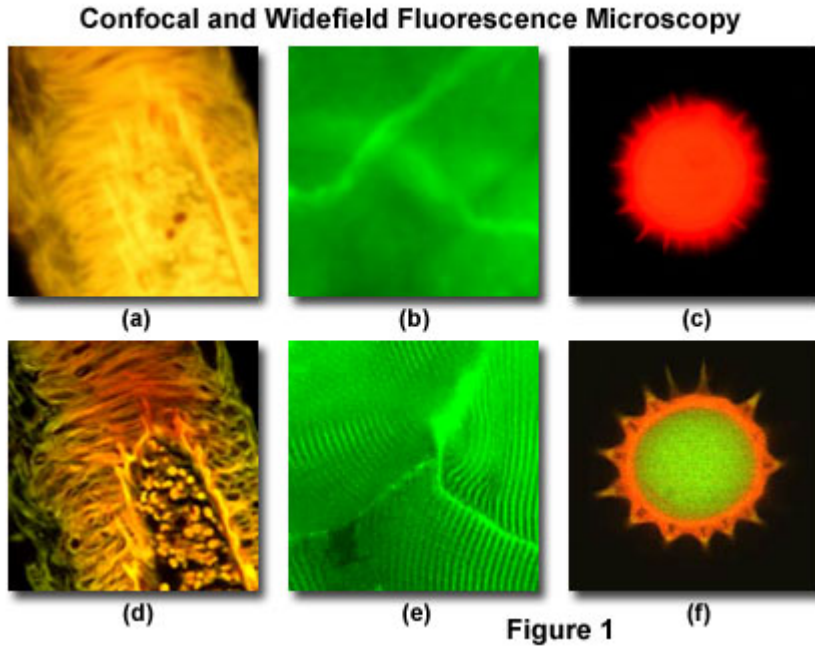 Confocal and Widefield Fluorescence Microscopy
(a) (b) (c)
(d) (e) (f)
Figure 1